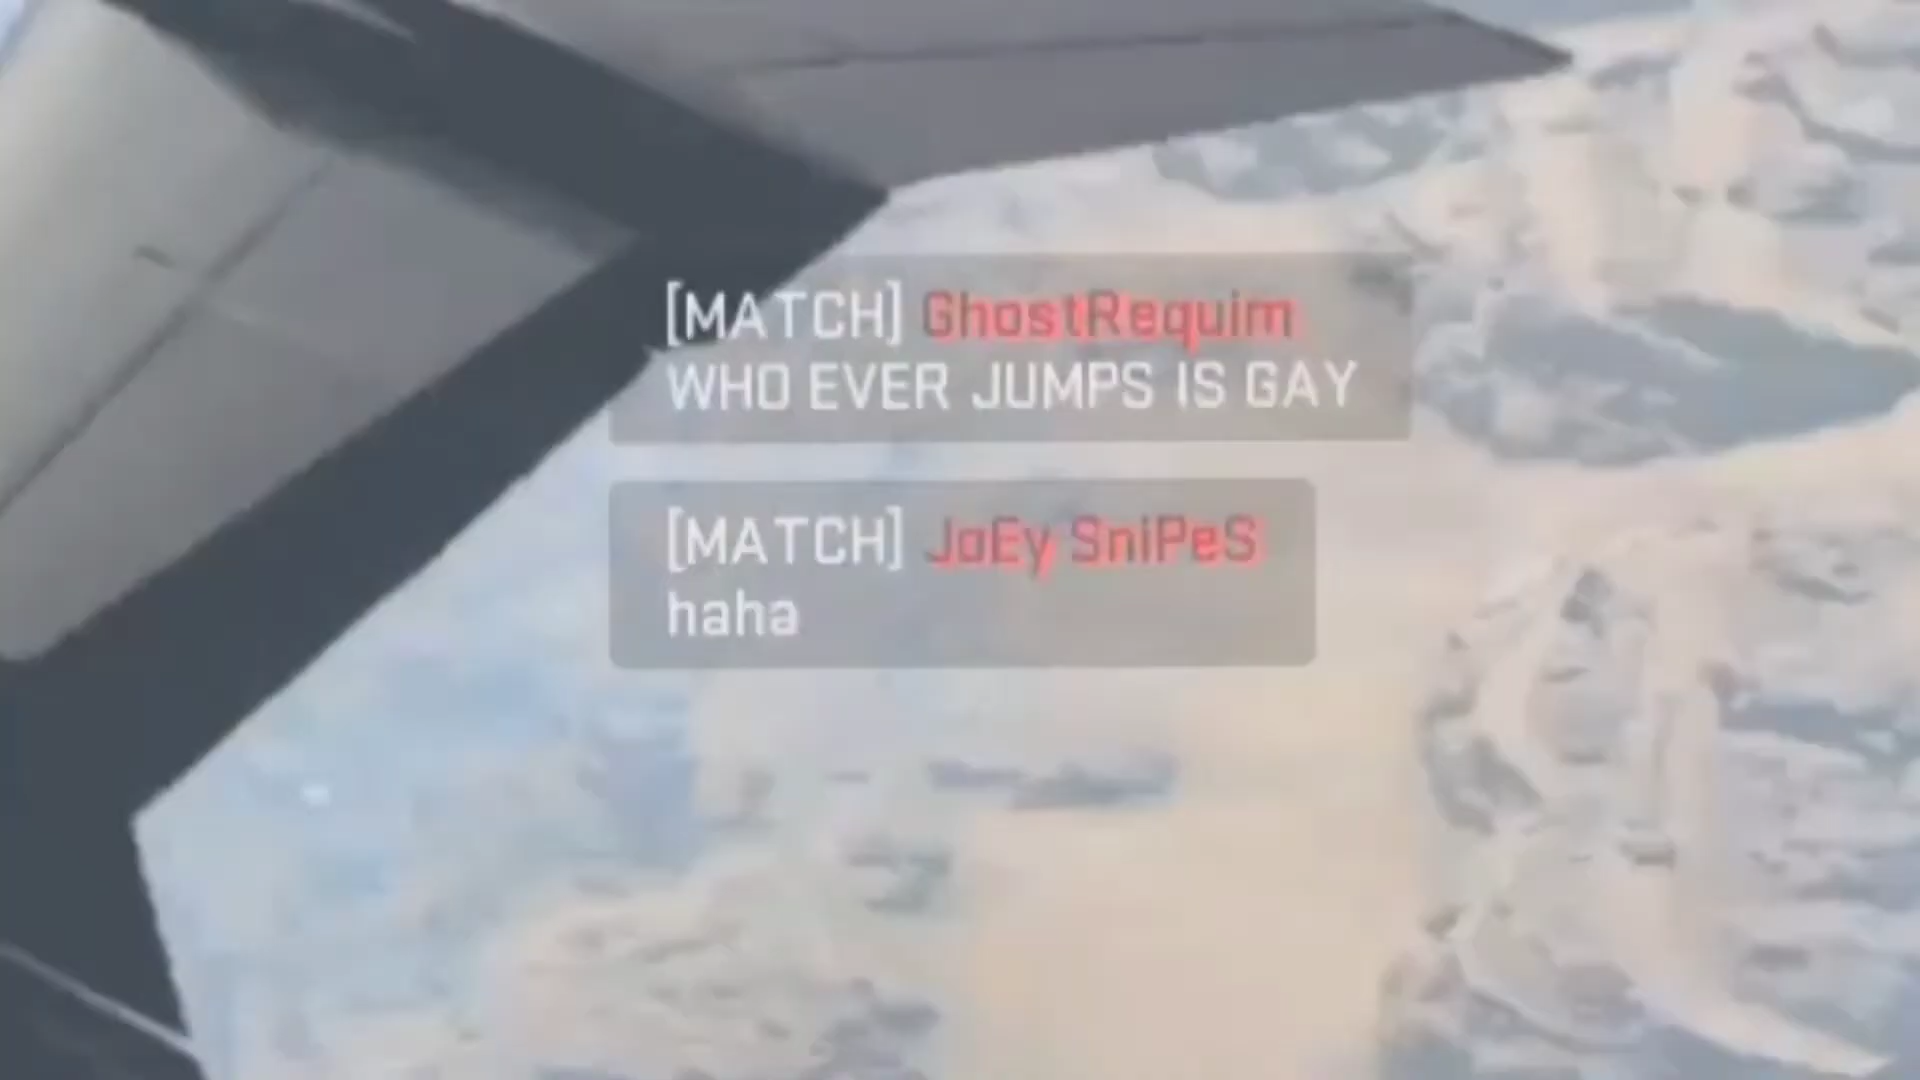 [MATCH] GhostRequim
WHO EVER JUMPS IS GAY
[MATCH] JoEy SniPeS
haha